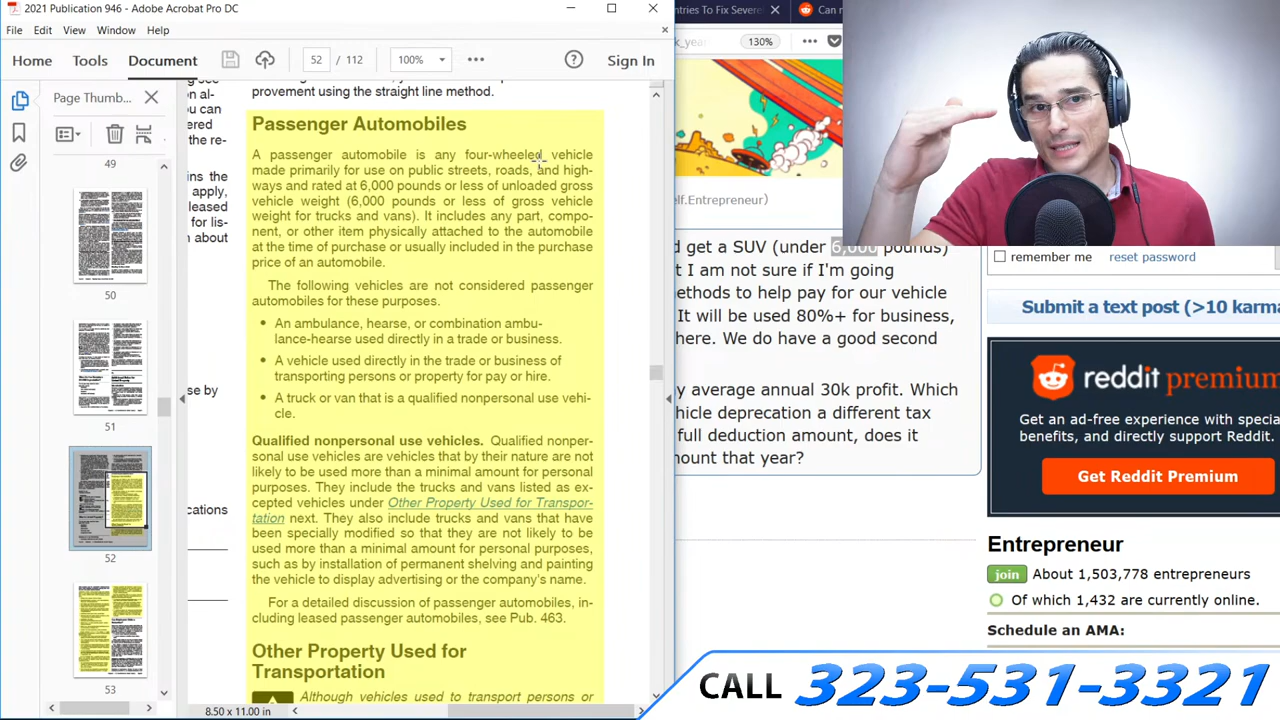 2021 Publication 946 - Adobe Acrobat Pro DC
File Edit View Window Help
Home Tools Document
52 / 112
100%
Sign In
Page Thumb...
49
50
51
52
53
8.50 x 11.00 in
provement using the straight line method.
Passenger Automobiles
A passenger automobile is any four-wheeled vehicle
made primarily for use on public streets, roads, and high-
ways and rated at 6,000 pounds or less of unloaded gross
vehicle weight (6,000 pounds or less of gross vehicle
weight for trucks and vans). It includes any part, compo-
nent, or other item physically attached to the automobile
at the time of purchase or usually included in the purchase
price of an automobile.
The following vehicles are not considered passenger
automobiles for these purposes.
• An ambulance, hearse, or combination ambu-
lance-hearse used directly in a trade or business.
• A vehicle used directly in the trade or business of
transporting persons or property for pay or hire.
• A truck or van that is a qualified nonpersonal use vehi-
cle.
Qualified nonpersonal use vehicles. Qualified nonper-
sonal use vehicles are vehicles that by their nature are not
likely to be used more than a minimal amount for personal
purposes. They include the trucks and vans listed as ex-
cepted vehicles under Other Property Used for Transpor-
tation next. They also include trucks and vans that have
been specially modified so that they are not likely to be
used more than a minimal amount for personal purposes,
such as by installation of permanent shelving and painting
the vehicle to display advertising or the company's name.
For a detailed discussion of passenger automobiles, in-
cluding leased passenger automobiles, see Pub. 463.
Other Property Used for
Transportation
Although vehicles used to transport persons or
ntries To Fix Severe
Can
130%
elf.Entrepreneur)
d get a SUV (under 6,000 pounds)
t I am not sure if I'm going
ethods to help pay for our vehicle
It will be used 80%+ for business,
here. We do have a good second
y average annual 30k profit. Which
hicle deprecation a different tax
full deduction amount, does it
mount that year?
remember me reset password
Submit a text post (>10 karma
reddit premium
Get an ad-free experience with specia
benefits, and directly support Reddit.
Get Reddit Premium
Entrepreneur
join About 1,503,778 entrepreneurs
Of which 1,432 are currently online.
Schedule an AMA:
CALL 323-531-3321